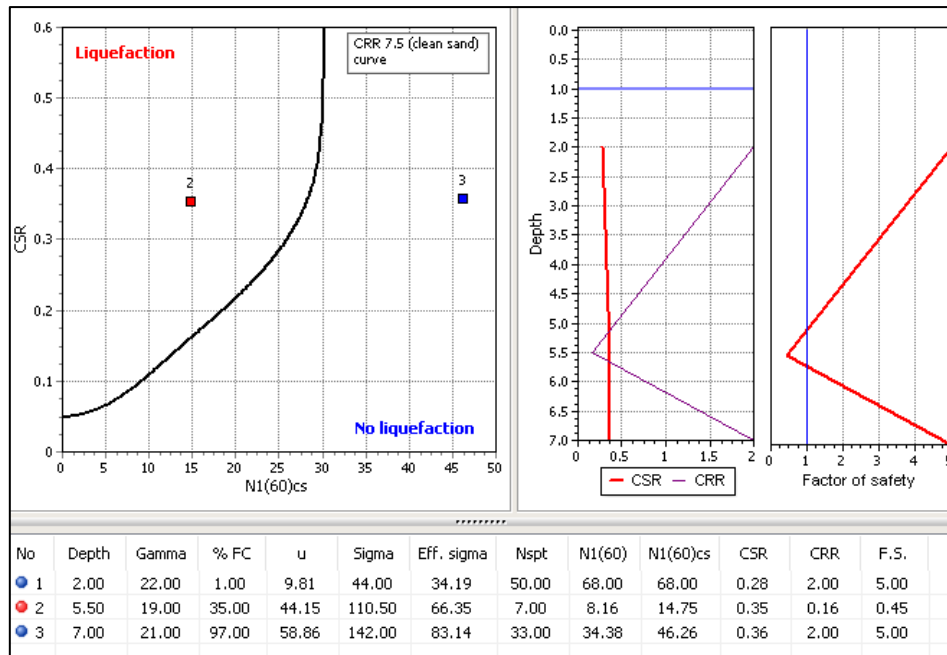 0.6
0.5
0.4
0.3
0.2
0.1
0
CSR
Liquefaction
CRR 7.5 (clean sand)
curve
2
3
No liquefaction
0 5 10 15 20 25 30 35 40 45 50
N1(60)cs
0.0
0.5
1.0
1.5
2.0
2.5
3.0
3.5
4.0
4.5
5.0
5.5
6.0
6.5
7.0
Depth
0 0.5 1 1.5 2
CSR CRR
0 1 2 3 4 5
Factor of safety
No Depth Gamma % FC u Sigma Eff. sigma Nspt N1(60) N1(60)cs CSR CRR F.S.
1 2.00 22.00 1.00 9.81 44.00 34.19 50.00 68.00 68.00 0.28 2.00 5.00
2 5.50 19.00 35.00 44.15 110.50 66.35 7.00 8.16 14.75 0.35 0.16 0.45
3 7.00 21.00 97.00 58.86 142.00 83.14 33.00 34.38 46.26 0.36 2.00 5.00